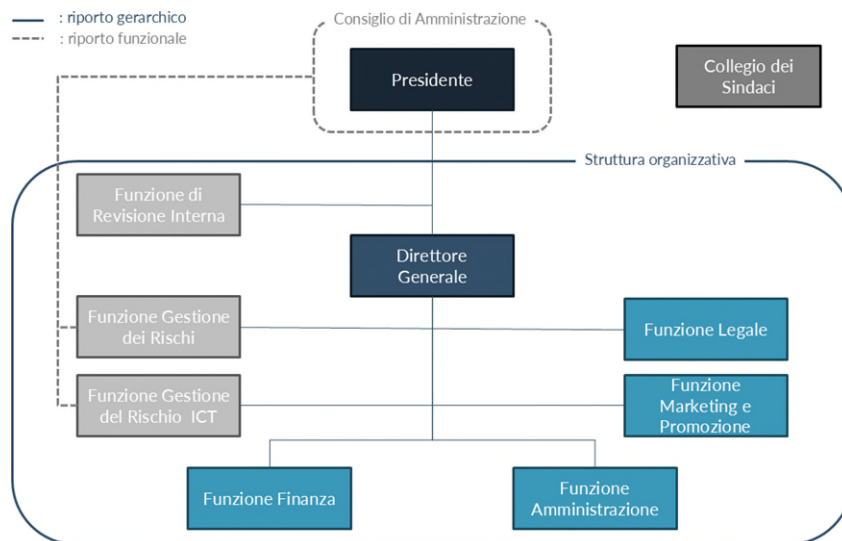 : riporto gerarchico
: riporto funzionale
Consiglio di Amministrazione
Presidente
Collegio dei
Sindaci
Struttura organizzativa
Funzione di
Revisione Interna
Direttore
Generale
Funzione Gestione
dei Rischi
Funzione Legale
Funzione Gestione
del Rischio ICT
Funzione
Marketing e
Promozione
Funzione Finanza
Funzione
Amministrazione